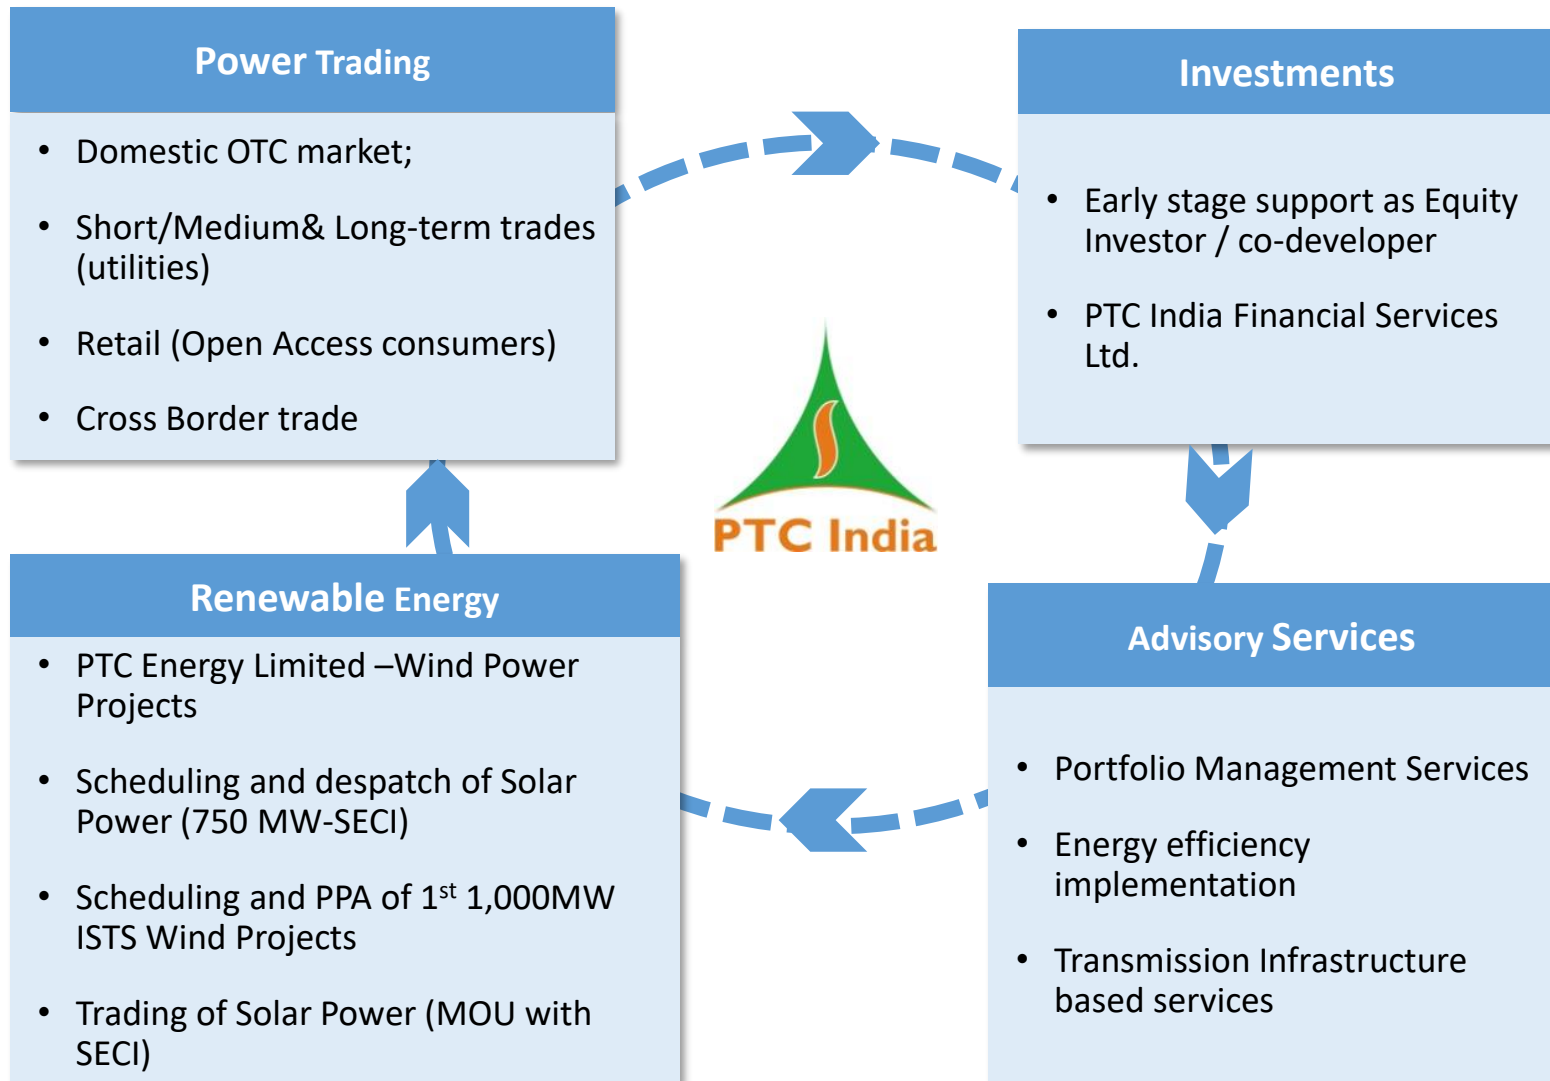 Power Trading
• Domestic OTC market;
• Short/Medium& Long-term trades
(utilities)
• Retail (Open Access consumers)
• Cross Border trade
Investments
• Early stage support as Equity
Investor / co-developer
• PTC India Financial Services
Ltd.
PTC India
Renewable Energy
• PTC Energy Limited –Wind Power
Projects
• Scheduling and despatch of Solar
Power (750 MW-SECI)
• Scheduling and PPA of 1st 1,000MW
ISTS Wind Projects
• Trading of Solar Power (MOU with
SECI)
Advisory Services
• Portfolio Management Services
• Energy efficiency
implementation
• Transmission Infrastructure
based services